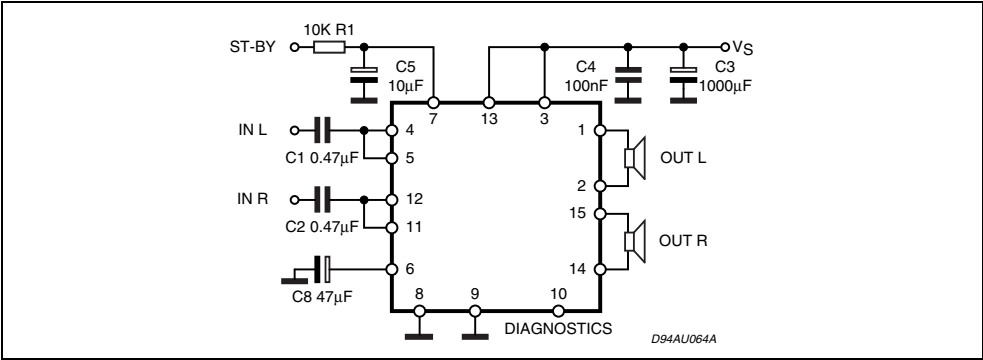 10K R1
ST-BY
C5
10μF
C4
100nF
VS
C3
1000μF
7
13
3
IN L
C1 0.47μF
4
5
1
OUT L
2
IN R
C2 0.47μF
12
11
15
OUT R
14
C8 47μF
6
8
9
10
DIAGNOSTICS
D94AU064A